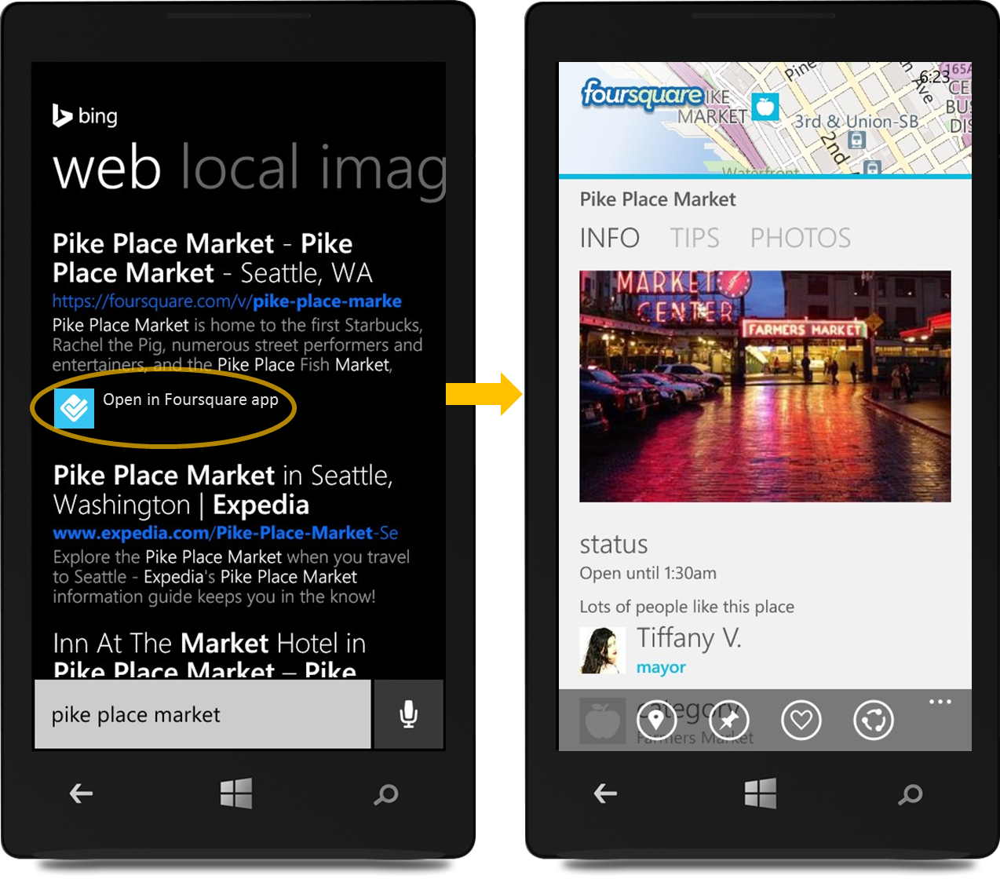 bing
web local imag
Pike Place Market - Pike
Place Market - Seattle, WA
https://foursquare.com/v/pike-place-marke
Pike Place Market is home to the first Starbucks,
Rachel the Pig, numerous street performers and
entertainers, and the Pike Place Fish Market,
Open in Foursquare app
Pike Place Market in Seattle,
Washington | Expedia
www.expedia.com/Pike-Place-Market-Se
Explore the Pike Place Market when you travel
to Seattle - Expedia's Pike Place Market
information guide keeps you in the know!
Inn At The Market Hotel in
Pike Place Market – Pike
pike place market
foursquare
IKE
MARKET
Pine
6:23
165A
Ave
CE
BUS
DIS
3rd & Union-SB
2nd
Waterfront
Pike Place Market
INFO TIPS PHOTOS
MARKET
CENTER
FARMERS MARKET
status
Open until 1:30am
Lots of people like this place
Tiffany V.
mayor
category
Farmers Market